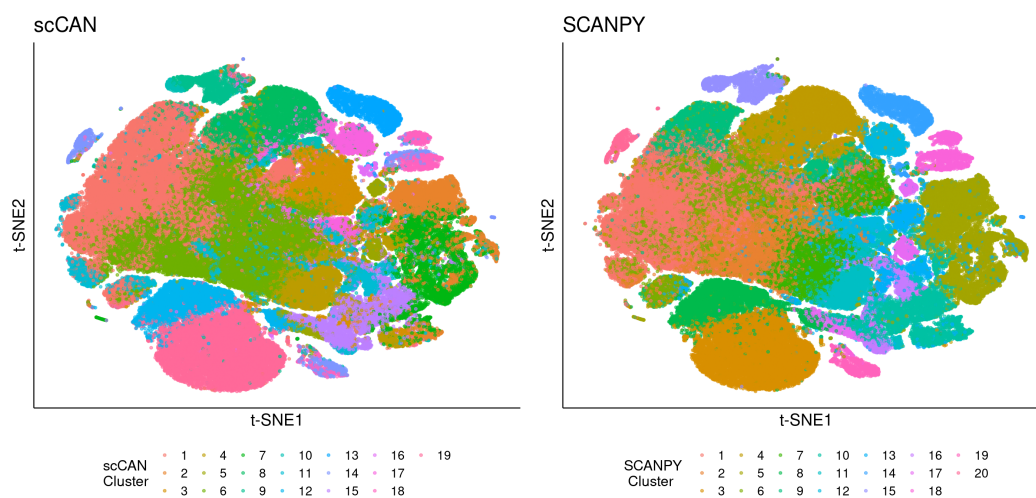 scCAN
SCANPY
t-SNE2
t-SNE2
t-SNE1
t-SNE1
scCAN
Cluster
1 4 7 10 13 16 19
2 5 8 11 14 17
3 6 9 12 15 18
SCANPY
Cluster
1 4 7 10 13 16 19
2 5 8 11 14 17 20
3 6 9 12 15 18